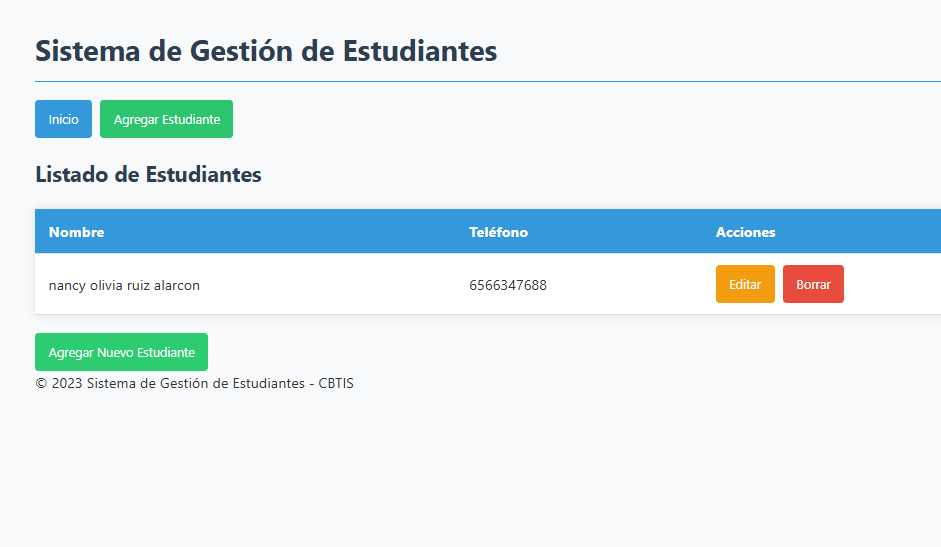 Sistema de Gestión de Estudiantes
Inicio Agregar Estudiante
Listado de Estudiantes
Nombre Teléfono Acciones
nancy olivia ruiz alarcon 6566347688 Editar Borrar
Agregar Nuevo Estudiante
© 2023 Sistema de Gestión de Estudiantes - CBTIS